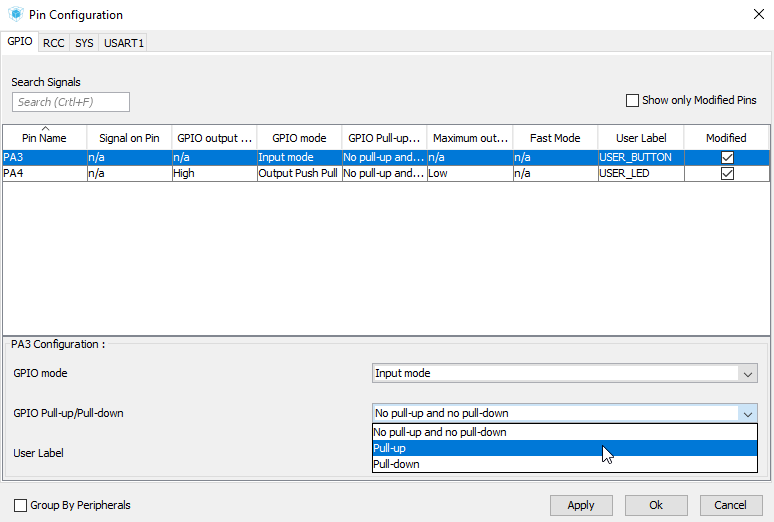 Pin Configuration
GPIO RCC SYS USART1
Search Signals
Search (Crtl+F)
Show only Modified Pins
Pin Name Signal on Pin GPIO output ... GPIO mode GPIO Pull-up... Maximum out... Fast Mode User Label Modified
PA3 n/a n/a Input mode No pull-up and... n/a n/a USER_BUTTON
PA4 n/a High Output Push Pull No pull-up and... Low n/a USER_LED
PA3 Configuration :
GPIO mode Input mode
GPIO Pull-up/Pull-down No pull-up and no pull-down
No pull-up and no pull-down
User Label Pull-up
Pull-down
Group By Peripherals Apply Ok Cancel